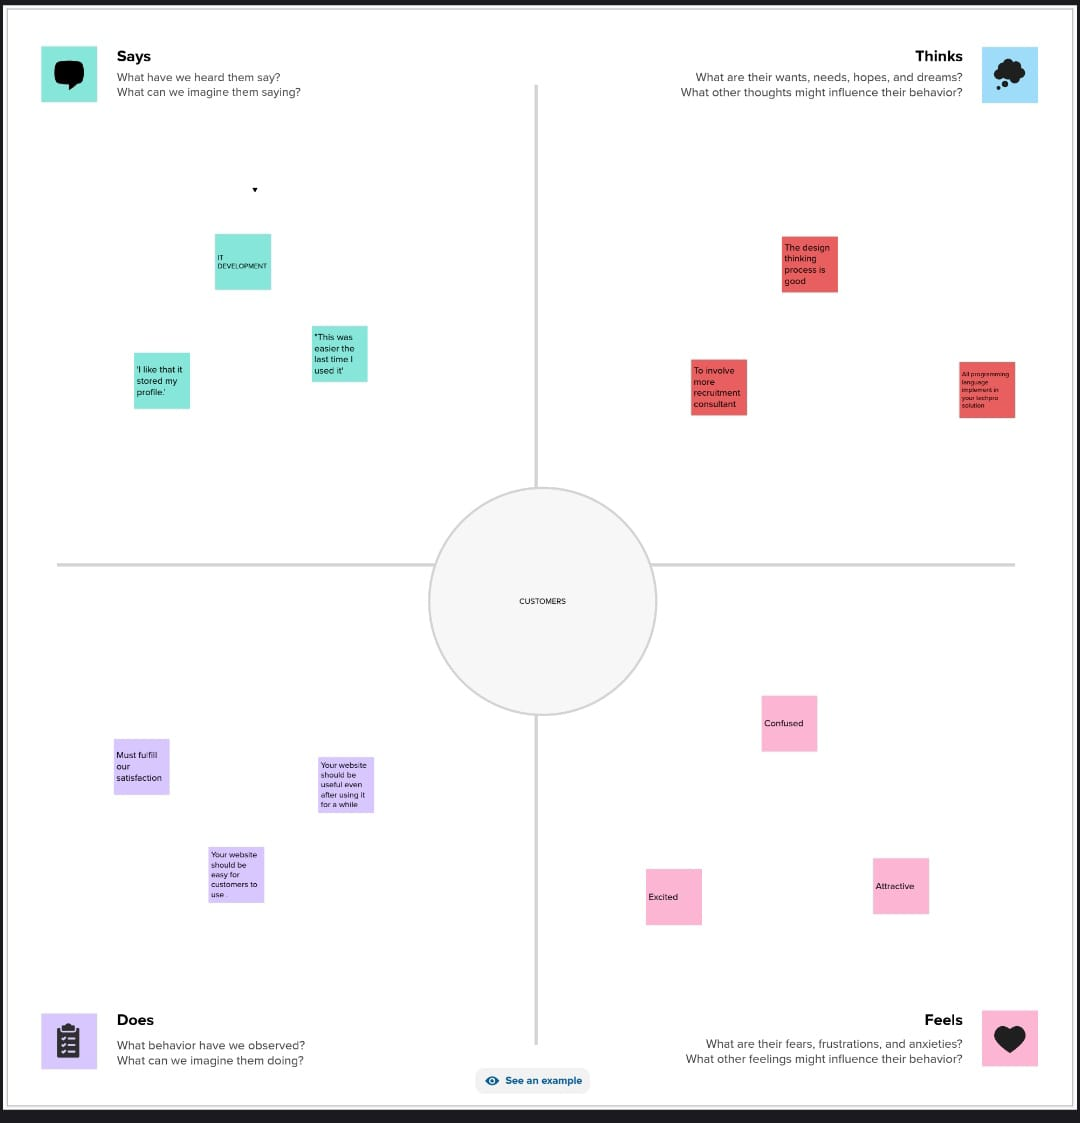 Says
What have we heard them say?
What can we imagine them saying?
Thinks
What are their wants, needs, hopes, and dreams?
What other thoughts might influence their behavior?
IT
DEVELOPMENT
"This was
easier the
last time I
used it'
'I like that it
stored my
profile.'
The design
thinking
process is
good
To involve
more
recruitment
consultant
All programming
language
implement in
your techpro
solution
CUSTOMERS
Must fulfill
our
satisfaction
Your website
should be
useful even
after using it
for a while
Your website
should be
easy for
customers to
use .
Confused
Excited
Attractive
Does
What behavior have we observed?
What can we imagine them doing?
Feels
What are their fears, frustrations, and anxieties?
What other feelings might influence their behavior?
See an example